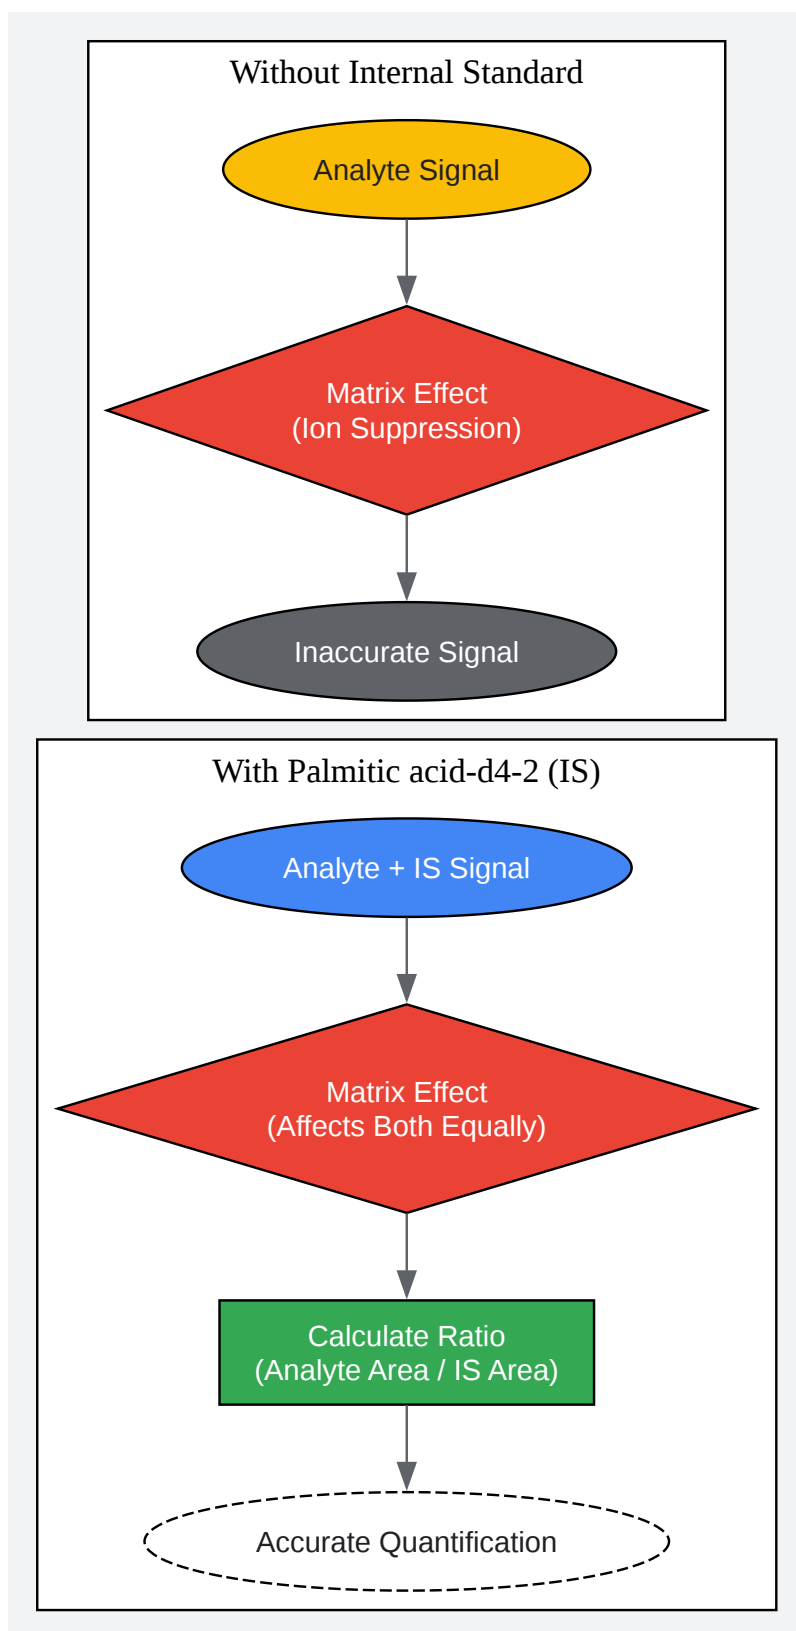 Without Internal Standard
Analyte Signal
Matrix Effect
(Ion Suppression)
Inaccurate Signal
With Palmitic acid-d4-2 (IS)
Analyte + IS Signal
Matrix Effect
(Affects Both Equally)
Calculate Ratio
(Analyte Area / IS Area)
Accurate Quantification